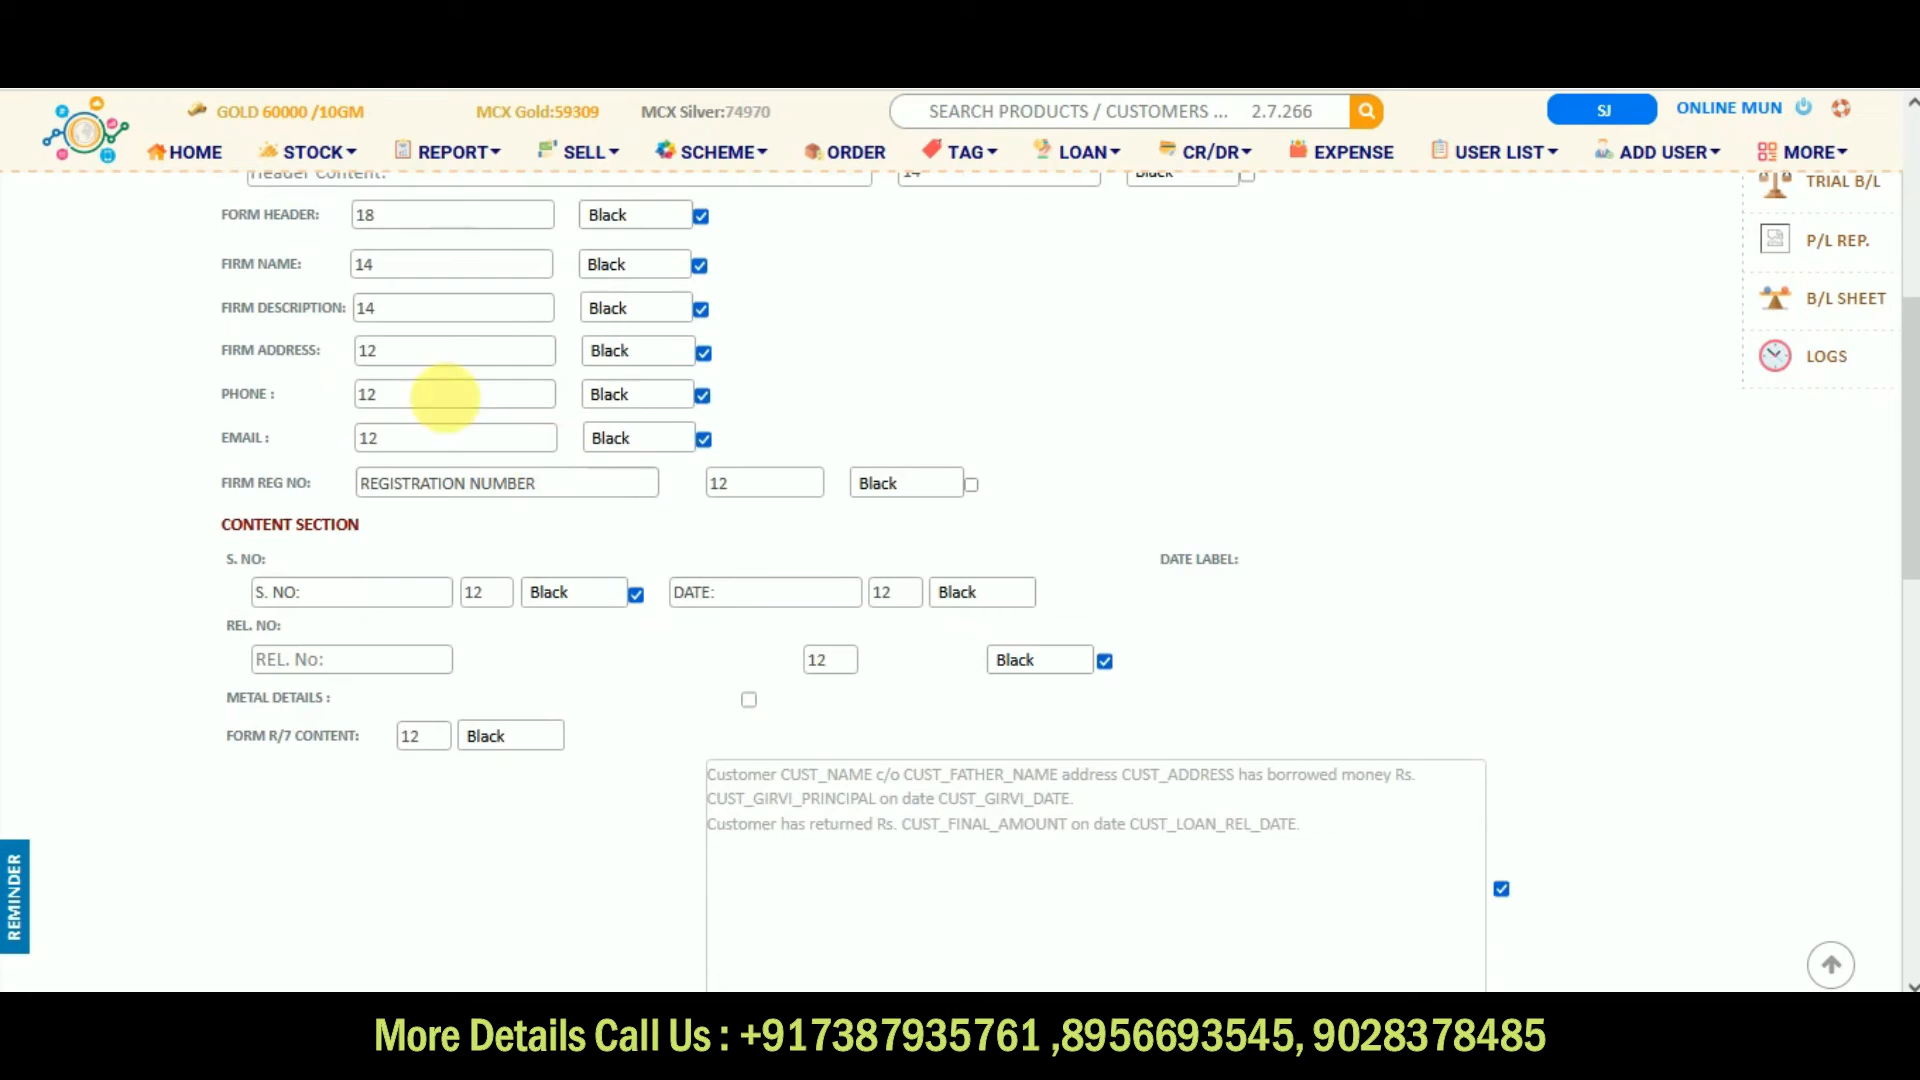 GOLD 60000 /10GM MCX Gold:59309 MCX Silver:74970 SEARCH PRODUCTS / CUSTOMERS ... 2.7.266 SJ ONLINE MUN
HOME STOCK REPORT SELL SCHEME ORDER TAG LOAN CR/DR EXPENSE USER LIST ADD USER MORE
Header Content: 14 Black
TRIAL B/L
FORM HEADER: 18 Black
P/L REP.
FIRM NAME: 14 Black
B/L SHEET
FIRM DESCRIPTION: 14 Black
FIRM ADDRESS: 12 Black
LOGS
PHONE : 12 Black
EMAIL : 12 Black
FIRM REG NO: REGISTRATION NUMBER 12 Black
CONTENT SECTION
S. NO: DATE LABEL:
S. NO: 12 Black DATE: 12 Black
REL. NO:
REL. No: 12 Black
METAL DETAILS :
FORM R/7 CONTENT: 12 Black
Customer CUST_NAME c/o CUST_FATHER_NAME address CUST_ADDRESS has borrowed money Rs.
CUST_GIRVI_PRINCIPAL on date CUST_GIRVI_DATE.
Customer has returned Rs. CUST_FINAL_AMOUNT on date CUST_LOAN_REL_DATE.
REMINDER
More Details Call Us : +917387935761 ,8956693545, 9028378485